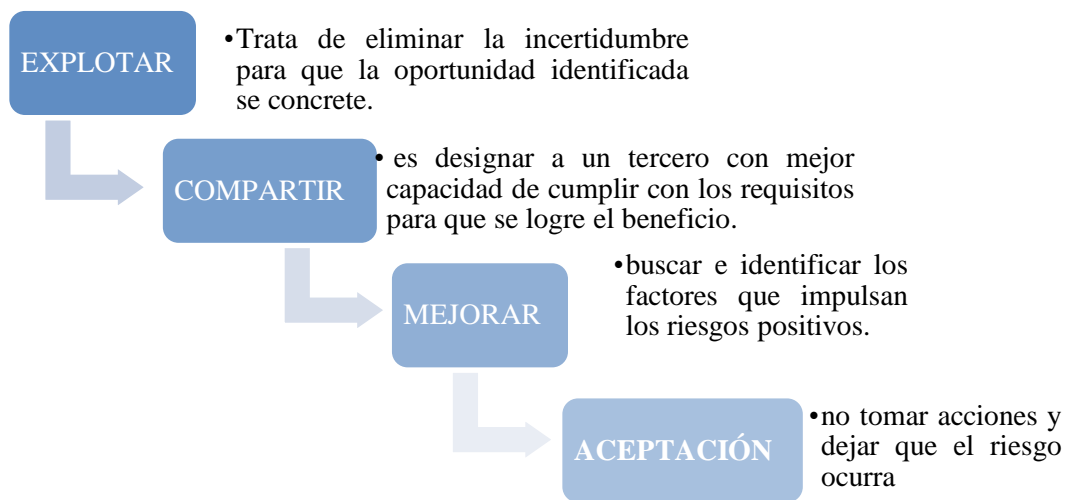 EXPLOTAR
•Trata de eliminar la incertidumbre
para que la oportunidad identificada
se concrete.
COMPARTIR
• es designar a un tercero con mejor
capacidad de cumplir con los requisitos
para que se logre el beneficio.
MEJORAR
•buscar e identificar los
factores que impulsan
los riesgos positivos.
ACEPTACIÓN
•no tomar acciones y
dejar que el riesgo
ocurra